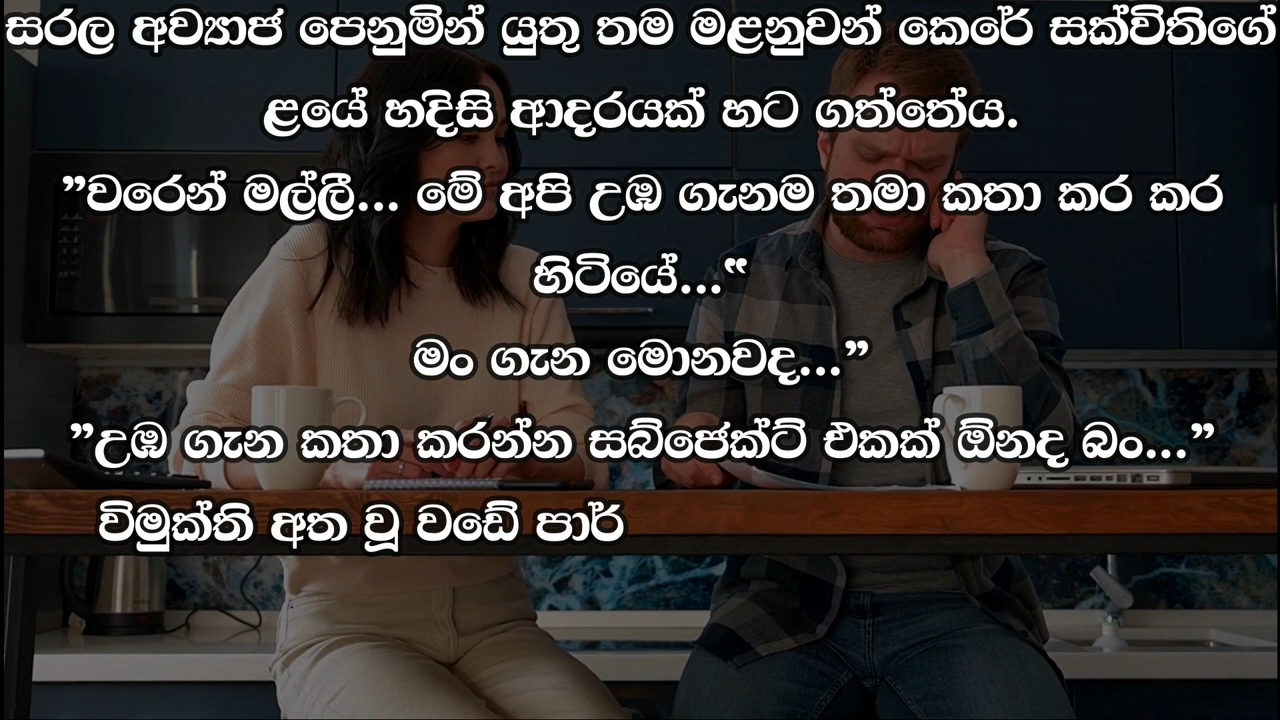 සරල අව්‍යාජ පෙනුමින් යුතු තම මළනුවන් කෙරේ සක්විතිගේ
ළයේ හදිසි ආදරයක් හට ගත්තේය.
”වරෙන් මල්ලී... මේ අපි උඹ ගැනම තමා කතා කර කර
හිටියේ...“
මං ගැන මොනවද...”
”උඹ ගැන කතා කරන්න සබ්ජෙක්ට් එකක් ඕනද බං...”
විමුක්ති අත වූ වඩේ පාර්